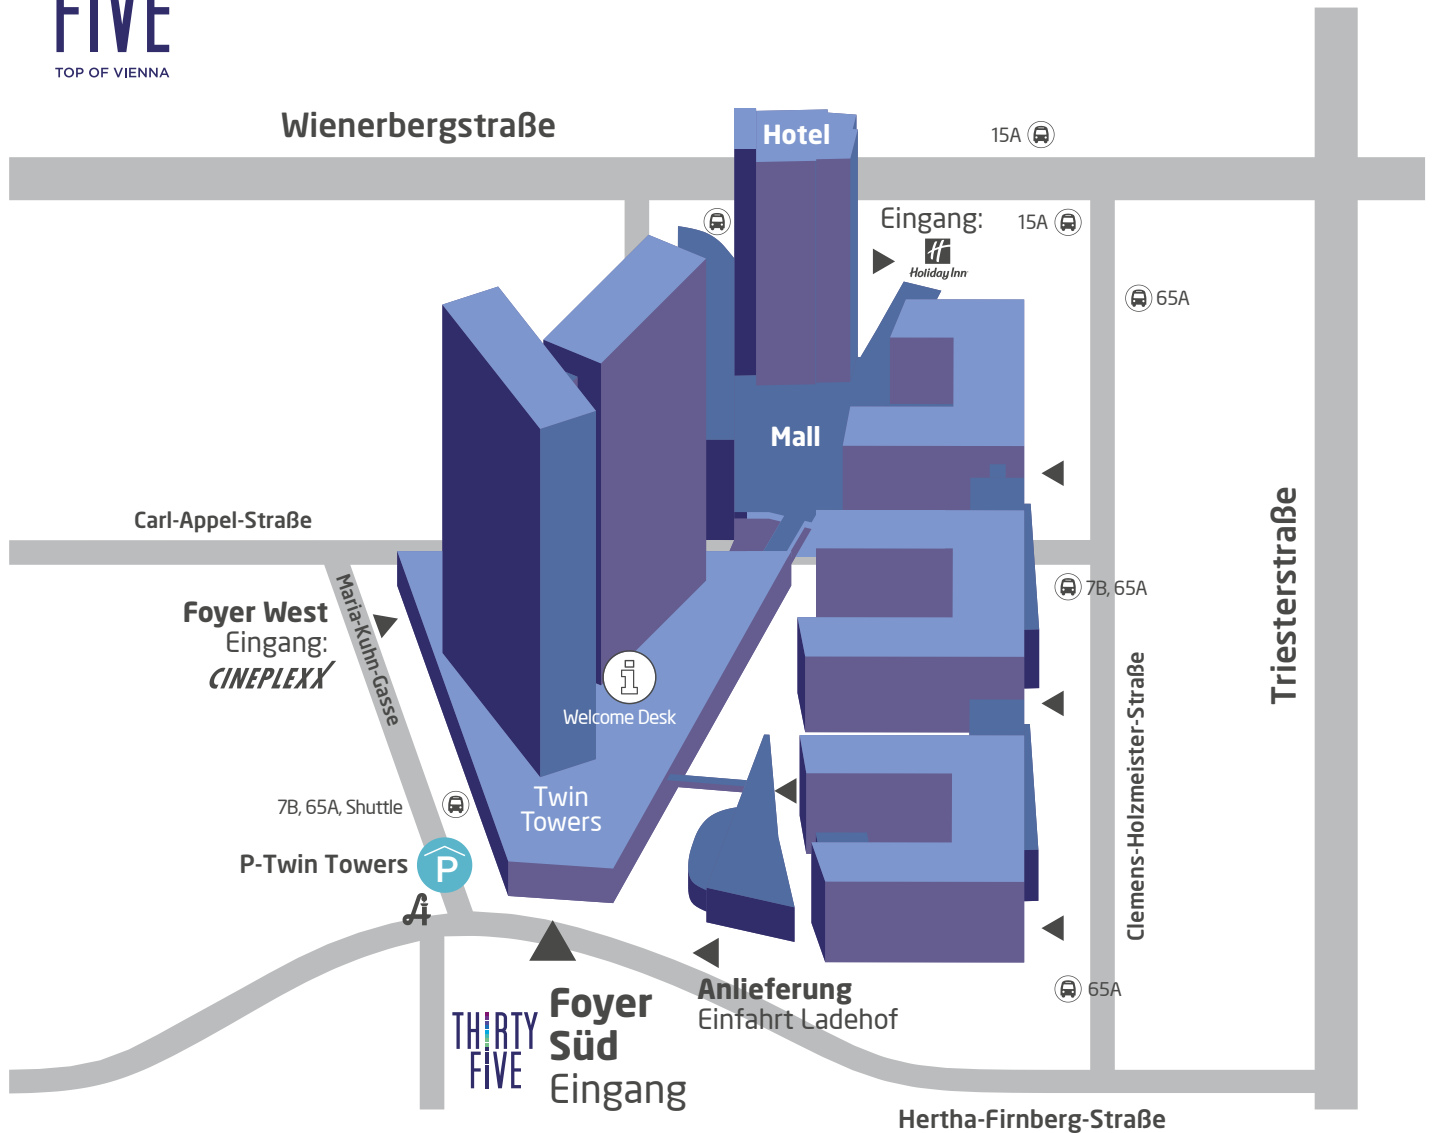 FIVE
TOP OF VIENNA
Wienerbergstraße
Hotel
15A
Eingang:
Holiday Inn
15A
65A
Mall
Carl-Appel-Straße
Maria-Kuhn-Gasse
Foyer West
Eingang:
CINEPLEXX
7B, 65A
Triesterstraße
Clemens-Holzmeister-Straße
i
Welcome Desk
Twin
Towers
7B, 65A, Shuttle
P-Twin Towers
P
65A
Anlieferung
Einfahrt Ladehof
THIRTY
FIVE
Foyer
Süd
Eingang
Hertha-Firnberg-Straße